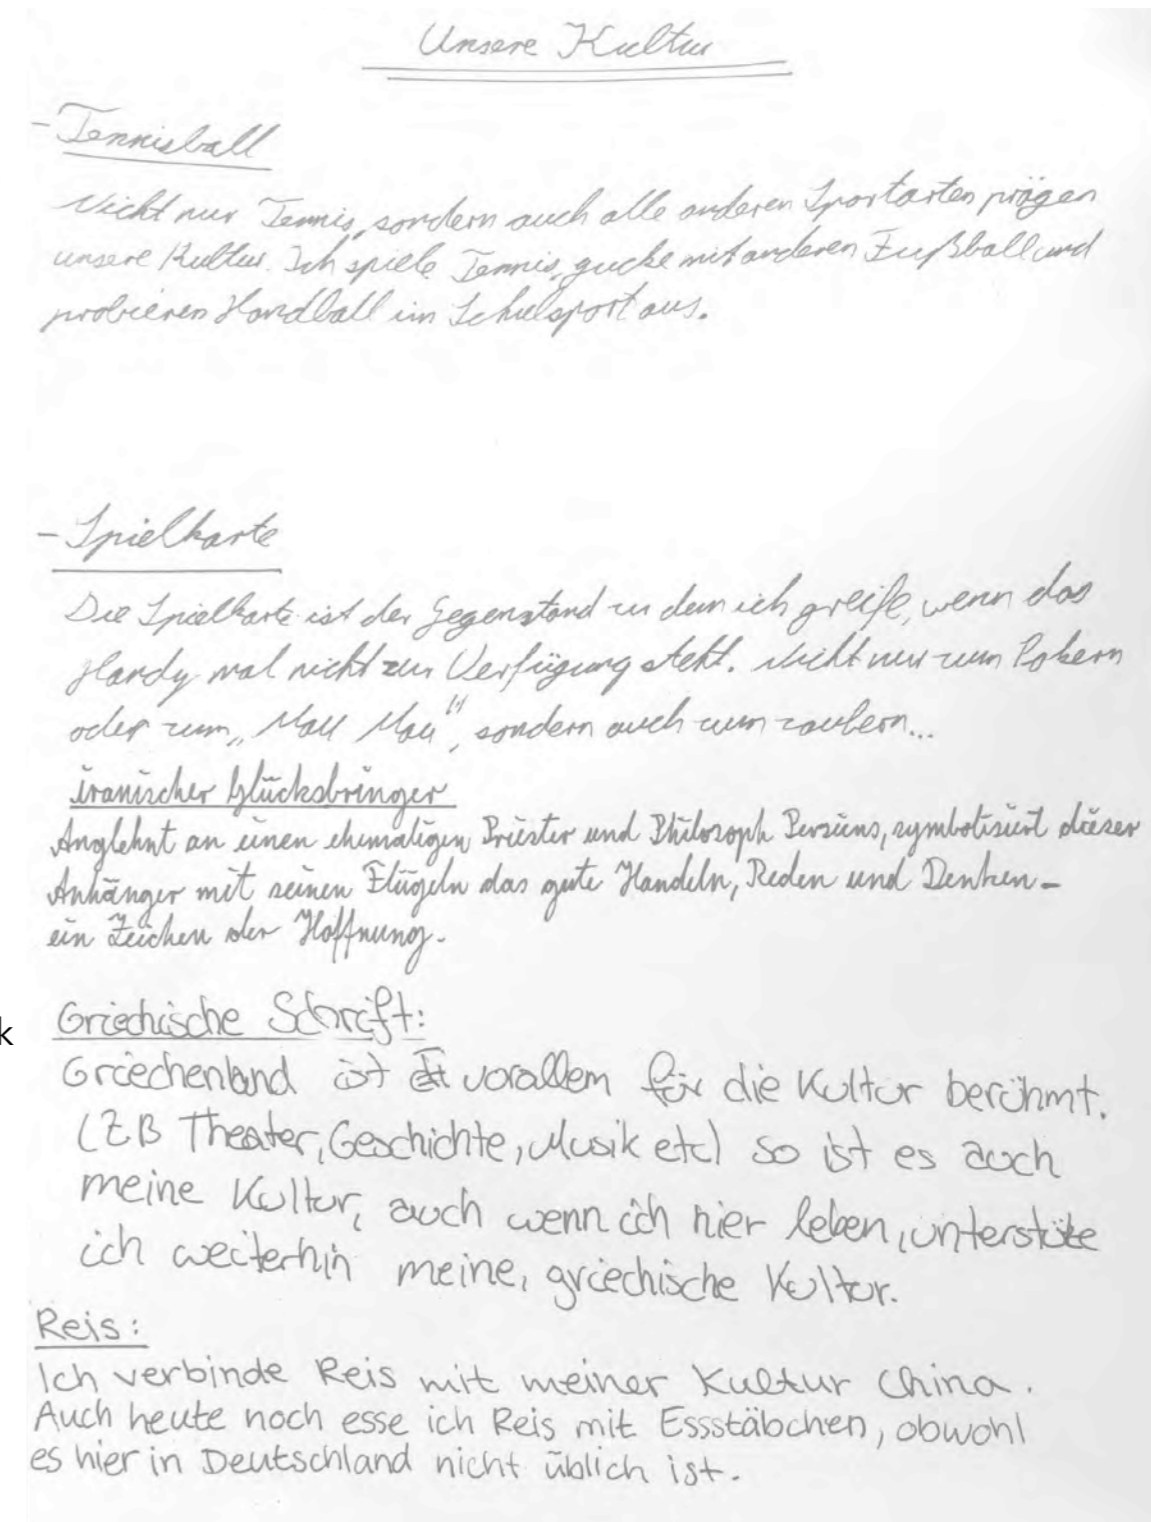 Unsere Kultur
- Tennisball
Nicht nur Tennis, sondern auch alle anderen Sportarten prägen
unsere Kultur. Ich spiele Tennis, gucke mit anderen Fußball und
probieren Handball im Schulsport aus.
- Spielkarte
Die Spielkarte ist der Gegenstand zu dem ich greife, wenn das
Handy mal nicht zur Verfügung steht. Nicht nur zum Pokern
oder zum „Mau Mau", sondern auch zum zaubern...
iranischer Glücksbringer
Anglehnt an einen ehemaligen Priester und Philosoph Persiens, symbolisiert dieser
Anhänger mit seinen Flügeln das gute Handeln, Reden und Denken -
ein Zeichen der Hoffnung.
k
Griechische Schrift:
Griechenland ist vorallem für die Kultur berühmt.
(ZB Theater, Geschichte, Musik etc) so ist es auch
meine Kultur, auch wenn ich hier leben, unterstüze
ich weiterhin meine, griechische Kultur.
Reis:
Ich verbinde Reis mit meiner Kultur China.
Auch heute noch esse ich Reis mit Essstäbchen, obwohl
es hier in Deutschland nicht üblich ist.